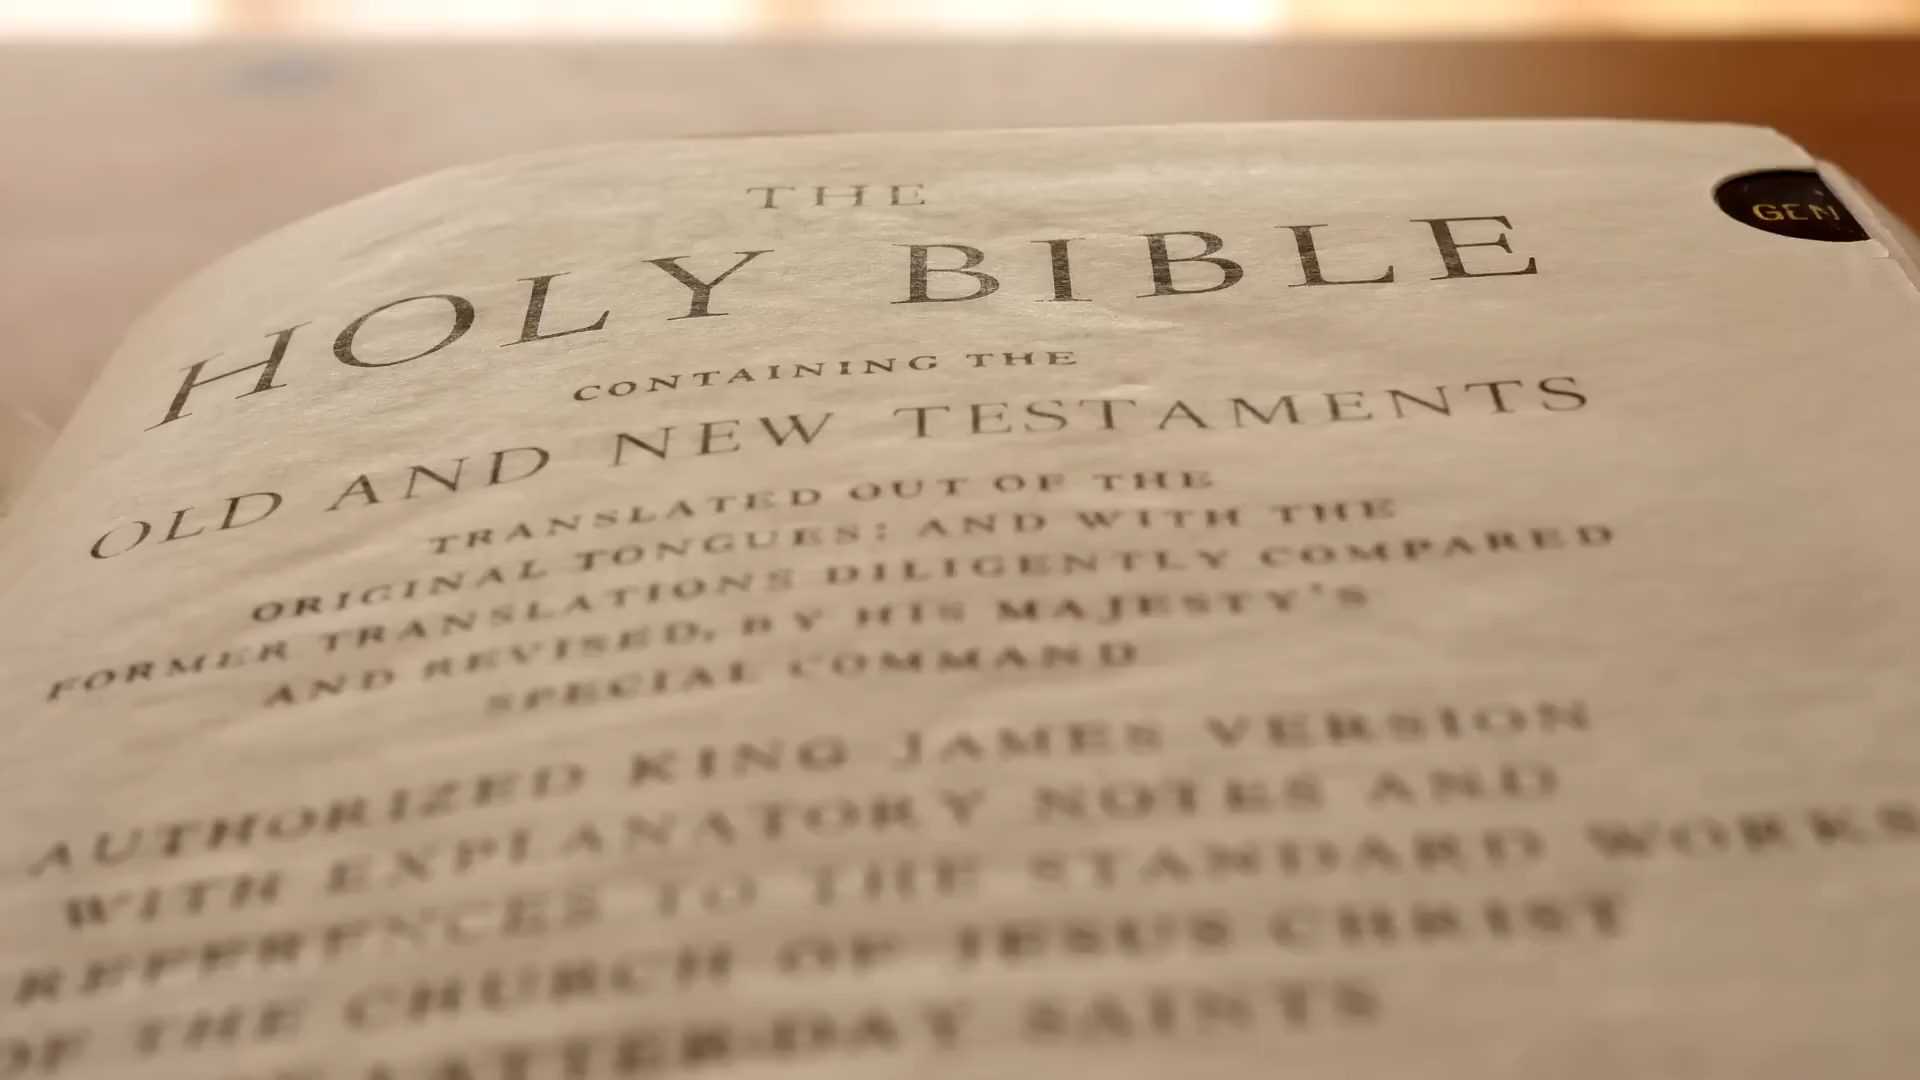 THE
HOLY BIBLE
CONTAINING THE
OLD AND NEW TESTAMENTS
TRANSLATED OUT OF THE
ORIGINAL TONGUES: AND WITH THE
FORMER TRANSLATIONS DILIGENTLY COMPARED
AND REVISED, BY HIS MAJESTY'S
SPECIAL COMMAND
AUTHORIZED KING JAMES VERSION
WITH EXPLANATORY NOTES AND
REFERENCES TO THE STANDARD WORKS
OF THE CHURCH OF JESUS CHRIST
LATTER-DAY SAINTS
GEN